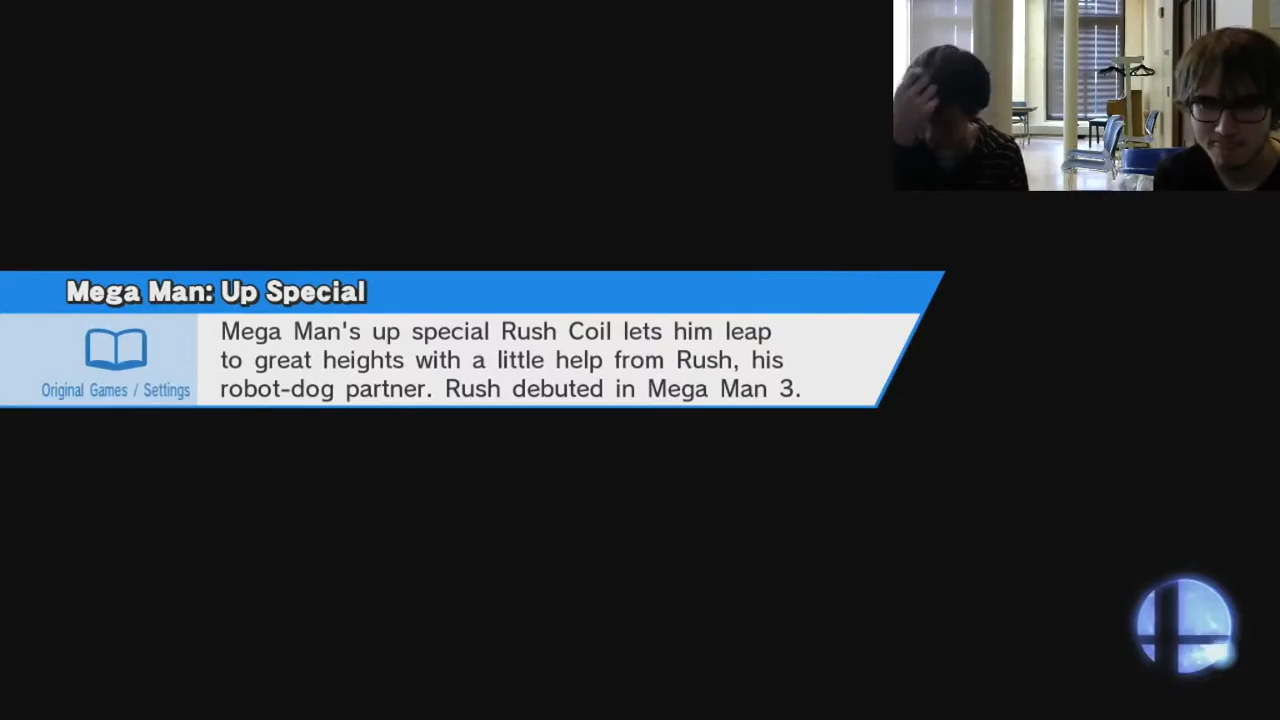 Mega Man: Up Special
Mega Man's up special Rush Coil lets him leap
to great heights with a little help from Rush, his
robot-dog partner. Rush debuted in Mega Man 3.
Original Games / Settings